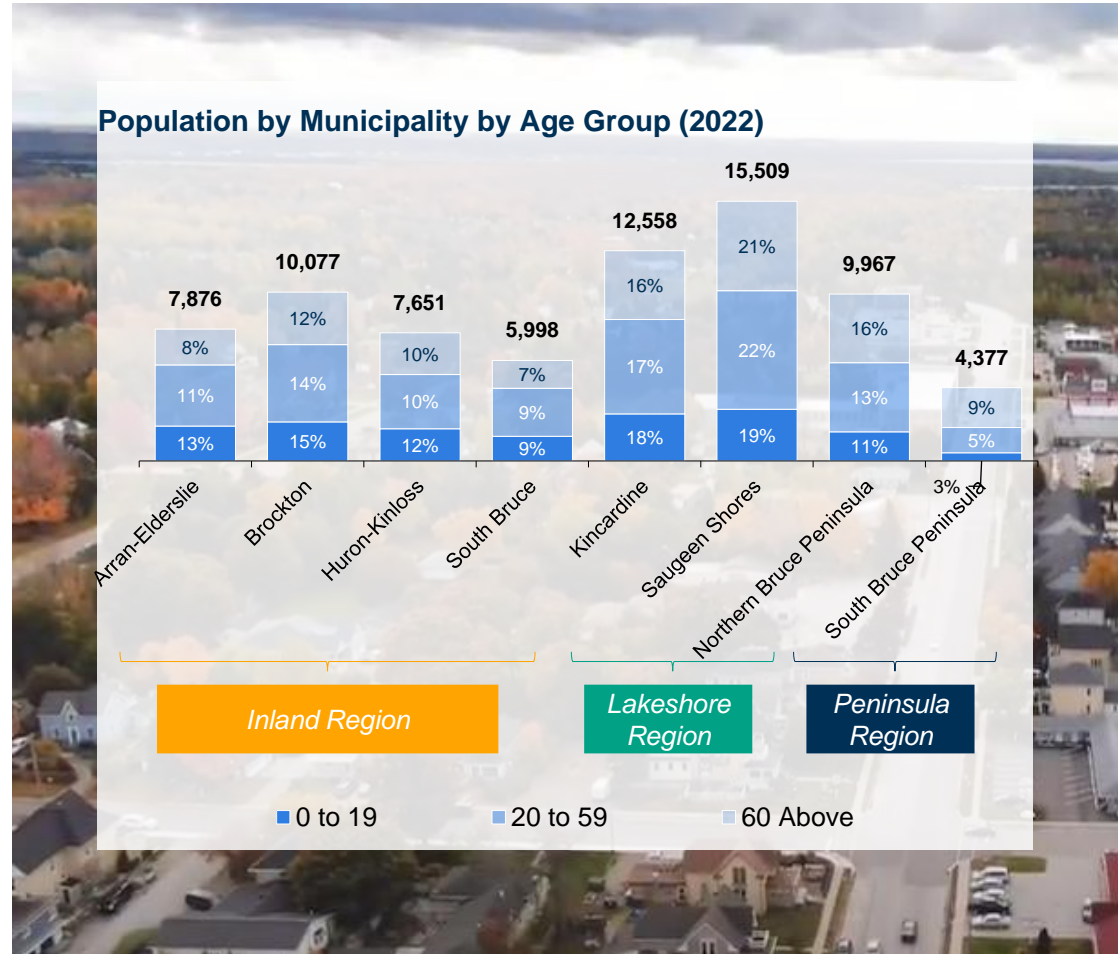 Population by Municipality by Age Group (2022)
15,509
12,558
21%
10,077
9,967
7,876
16%
7,651
12%
16%
5,998
4,377
22%
8%
10%
17%
7%
14%
13%
9%
11%
10%
9%
19%
5%
18%
15%
13%
12%
11%
9%
3%
Arran-Elderslie
Brockton
Huron-Kinloss
South Bruce
Kincardine
Saugeen Shores
Northern Bruce Peninsula
South Bruce Peninsula
Inland Region
Lakeshore
Region
Peninsula
Region
0 to 19
20 to 59
60 Above